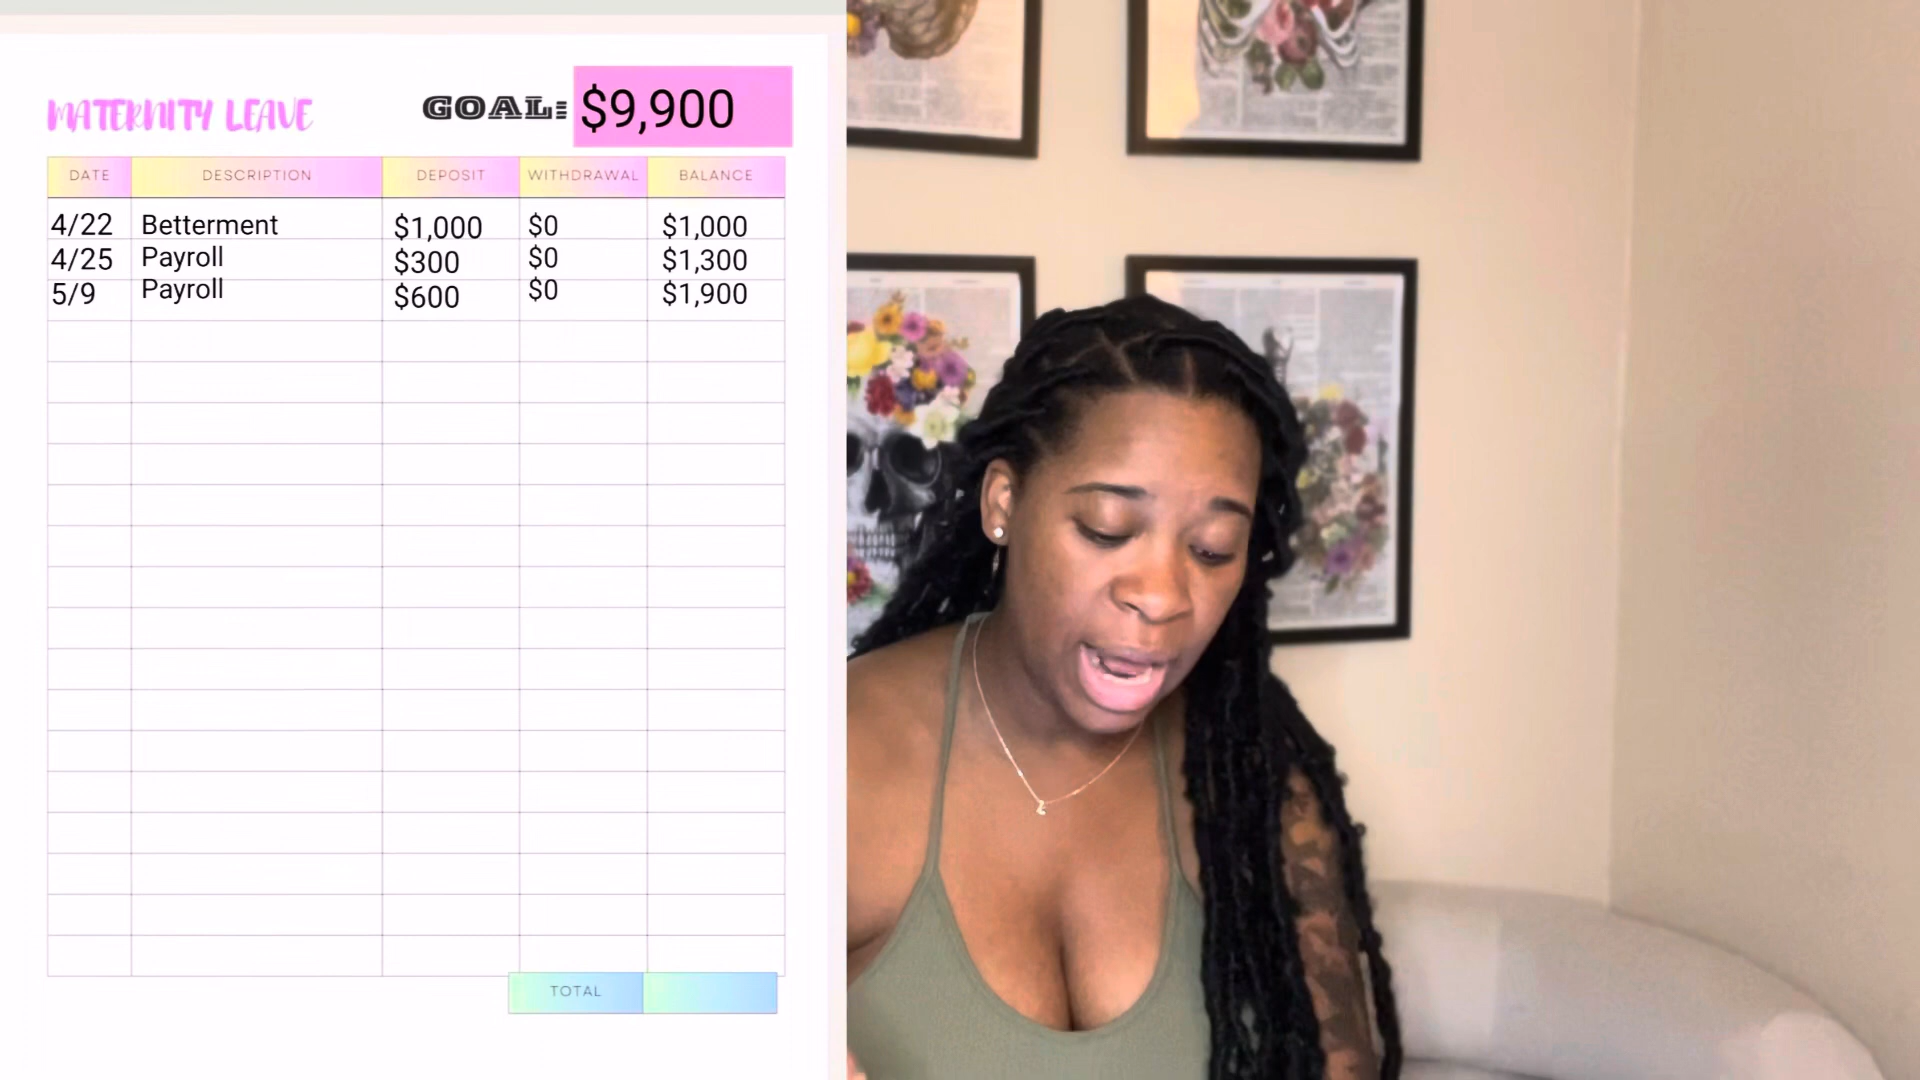 MATERNITY LEAVE GOAL: $9,900
DATE DESCRIPTION DEPOSIT WITHDRAWAL BALANCE
4/22 Betterment $1,000 $0 $1,000
4/25 Payroll $300 $0 $1,300
5/9 Payroll $600 $0 $1,900
TOTAL